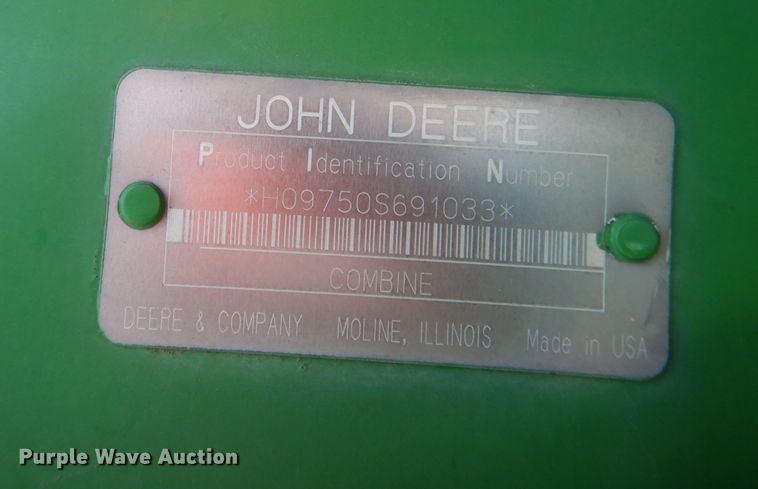 JOHN DEERE
Product Identification Number
*H09750S691033*
COMBINE
DEERE & COMPANY MOLINE, ILLINOIS Made in USA
Purple Wave Auction